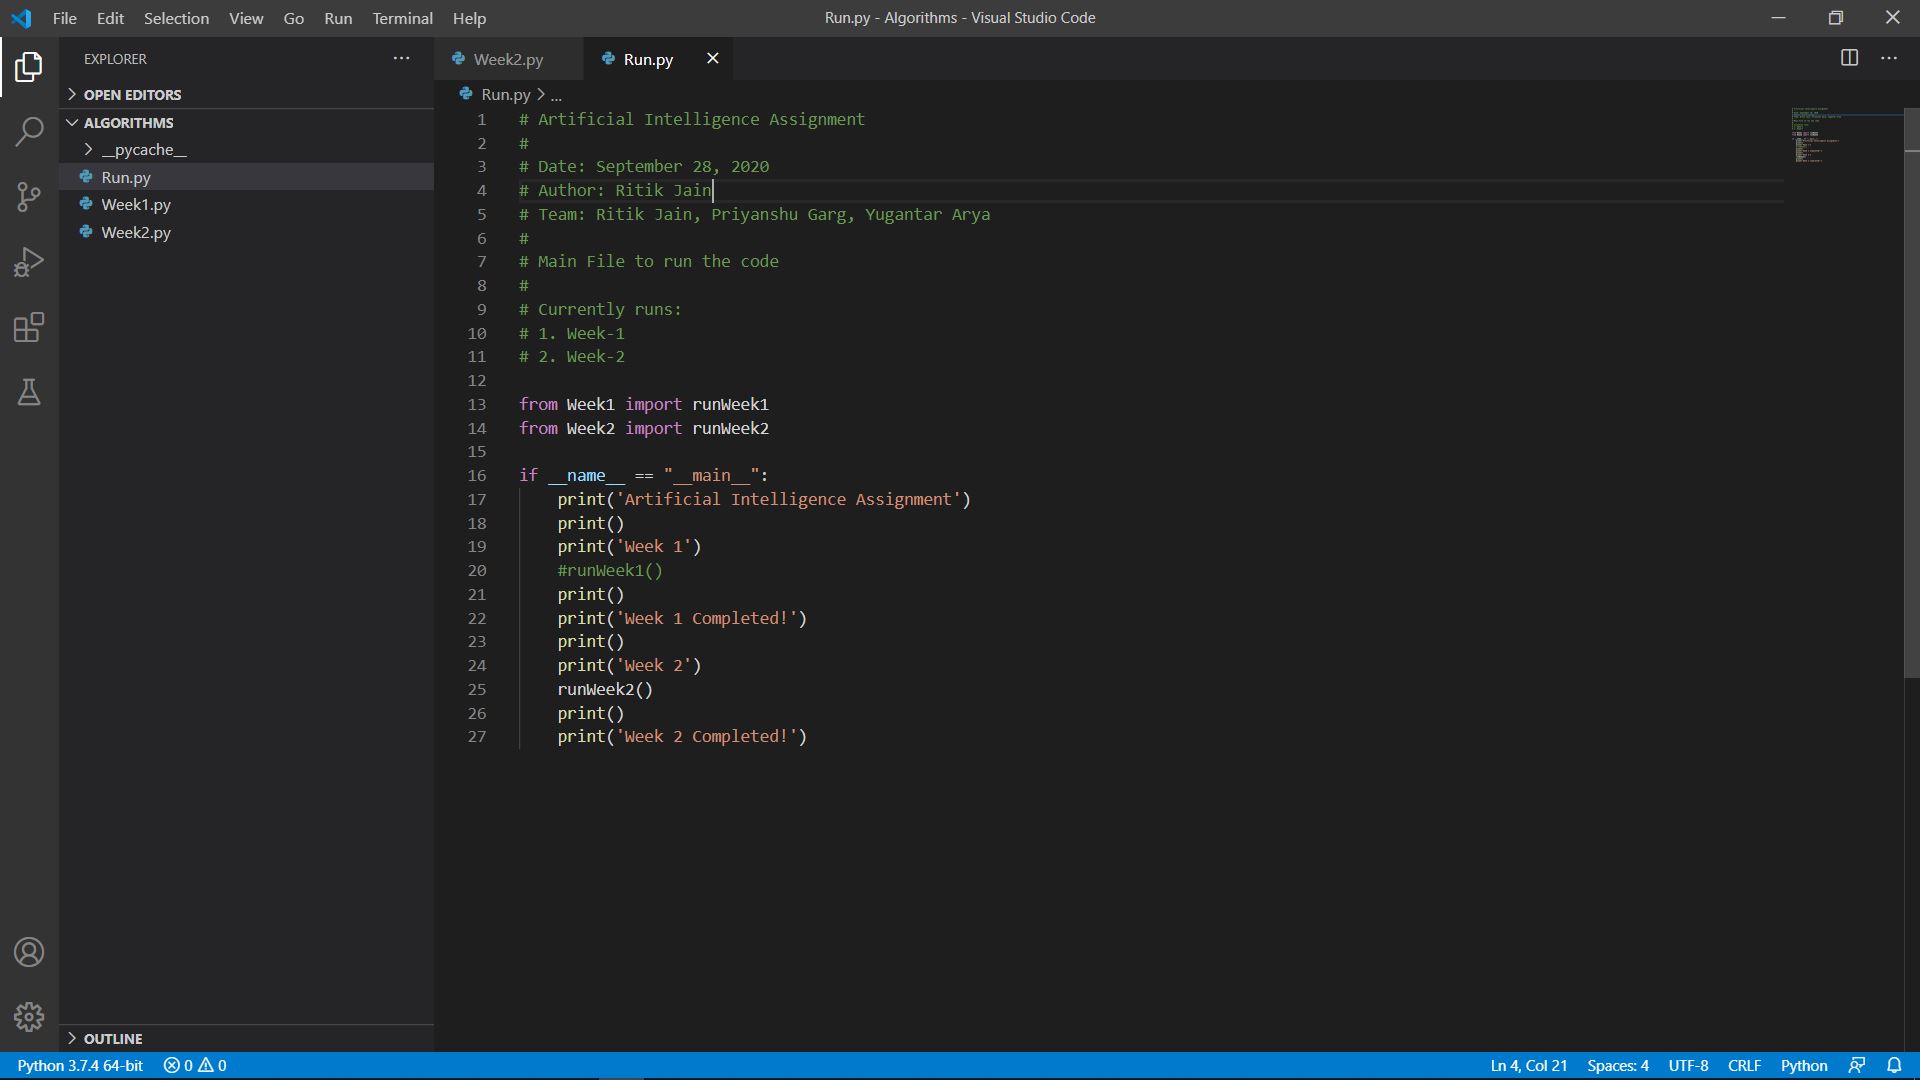 File Edit Selection View Go Run Terminal Help
Run.py - Algorithms - Visual Studio Code
EXPLORER
OPEN EDITORS
ALGORITHMS
__pycache__
Run.py
Week1.py
Week2.py
OUTLINE
Week2.py
Run.py
Run.py > ...
1 # Artificial Intelligence Assignment
2 #
3 # Date: September 28, 2020
4 # Author: Ritik Jain
5 # Team: Ritik Jain, Priyanshu Garg, Yugantar Arya
6 #
7 # Main File to run the code
8 #
9 # Currently runs:
10 # 1. Week-1
11 # 2. Week-2
12
13 from Week1 import runWeek1
14 from Week2 import runWeek2
15
16 if __name__ == "__main__":
17     print('Artificial Intelligence Assignment')
18     print()
19     print('Week 1')
20     #runWeek1()
21     print()
22     print('Week 1 Completed!')
23     print()
24     print('Week 2')
25     runWeek2()
26     print()
27     print('Week 2 Completed!')
Python 3.7.4 64-bit 0 0 Ln 4, Col 21 Spaces: 4 UTF-8 CRLF Python